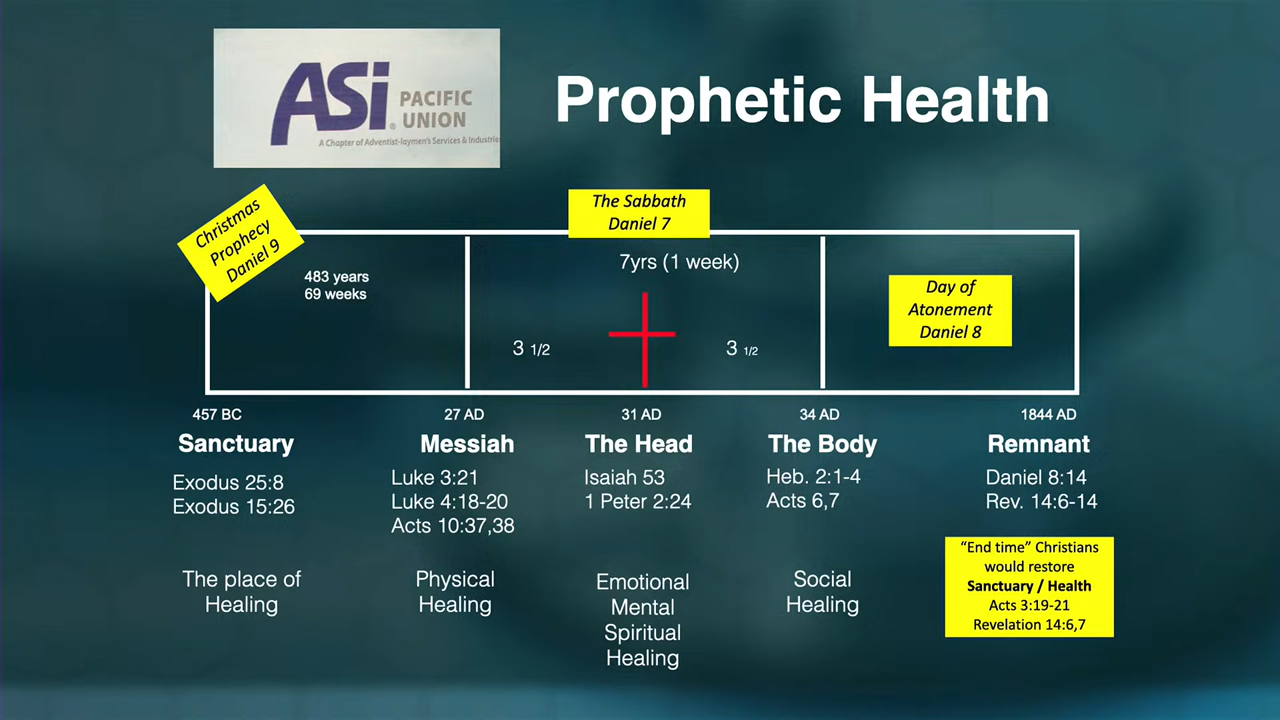 ASi PACIFIC
UNION
A Chapter of Adventist-laymen's Services & Industries
Prophetic Health
Christmas
Prophecy
Daniel 9
The Sabbath
Daniel 7
483 years
69 weeks
7yrs (1 week)
3 1/2
3 1/2
Day of
Atonement
Daniel 8
457 BC
Sanctuary
Exodus 25:8
Exodus 15:26
The place of
Healing
27 AD
Messiah
Luke 3:21
Luke 4:18-20
Acts 10:37,38
Physical
Healing
31 AD
The Head
Isaiah 53
1 Peter 2:24
Emotional
Mental
Spiritual
Healing
34 AD
The Body
Heb. 2:1-4
Acts 6,7
Social
Healing
1844 AD
Remnant
Daniel 8:14
Rev. 14:6-14
“End time” Christians
would restore
Sanctuary / Health
Acts 3:19-21
Revelation 14:6,7